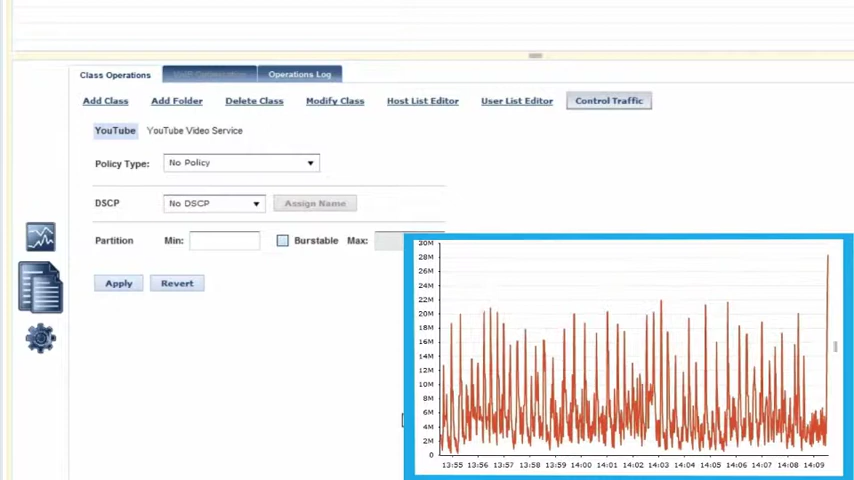 Class Operations Operations Log
Add Class Add Folder Delete Class Modify Class Host List Editor User List Editor Control Traffic
YouTube YouTube Video Service
Policy Type: No Policy
DSCP No DSCP Assign Name
Partition Min: Burstable Max:
Apply Revert
30M
28M
26M
24M
22M
20M
18M
16M
14M
12M
10M
8M
6M
4M
2M
0
13:55 13:56 13:57 13:58 13:59 14:00 14:01 14:02 14:03 14:04 14:05 14:06 14:07 14:08 14:09